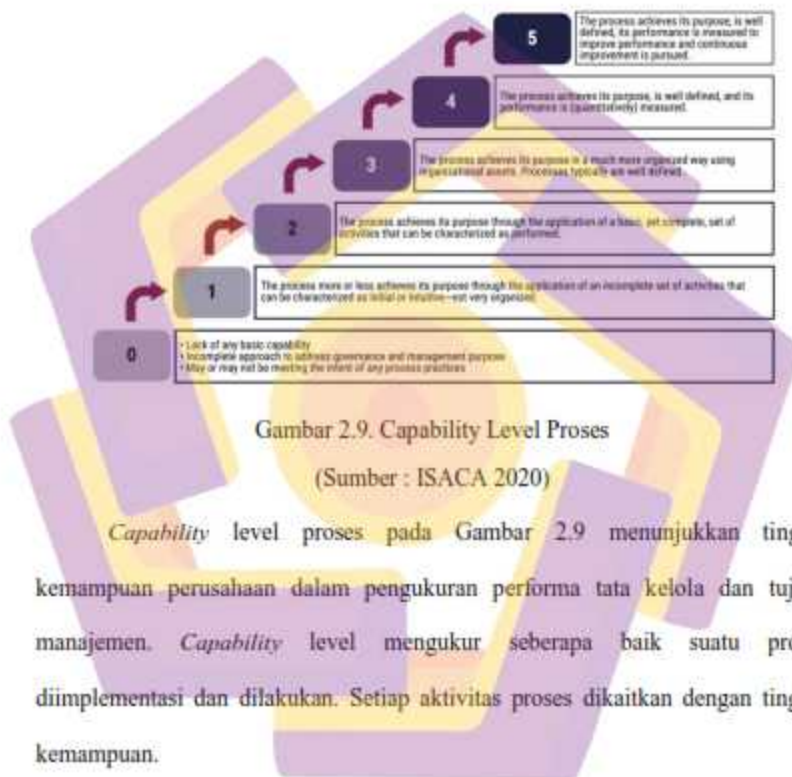 5
The process achieves its purpose, is well
defined, its performance is measured to
improve performance and continuous
improvement is pursued.
4
The process achieves its purpose, is well defined, and its
performance is (quantitatively) measured.
3
The process achieves its purpose in a much more organized way using
organizational assets. Processes typically are well defined.
2
The process achieves its purpose through the application of a basic, yet complete, set of
activities that can be characterized as performed.
1
The process more or less achieves its purpose through the application of an incomplete set of activities that
can be characterized as initial or intuitive—not very organized.
0
• Lack of any basic capability
• Incomplete approach to address governance and management purpose
• May or may not be meeting the intent of any process practices
Gambar 2.9. Capability Level Proses
(Sumber : ISACA 2020)
Capability level proses pada Gambar 2.9 menunjukkan ting
kemampuan perusahaan dalam pengukuran performa tata kelola dan tuj
manajemen. Capability level mengukur seberapa baik suatu pro
diimplementasi dan dilakukan. Setiap aktivitas proses dikaitkan dengan ting
kemampuan.